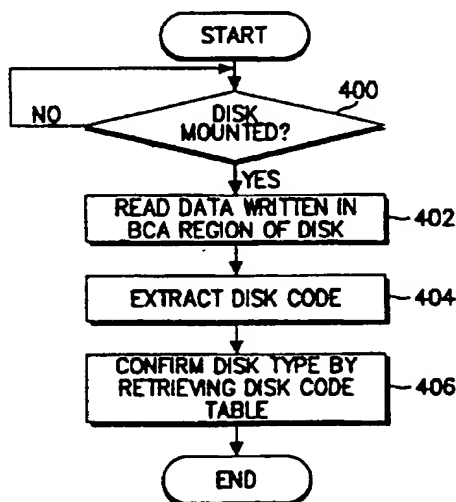 START
400
NO
DISK
MOUNTED?
YES
READ DATA WRITTEN IN
BCA REGION OF DISK
402
EXTRACT DISK CODE
404
CONFIRM DISK TYPE BY
RETRIEVING DISK CODE
TABLE
406
END